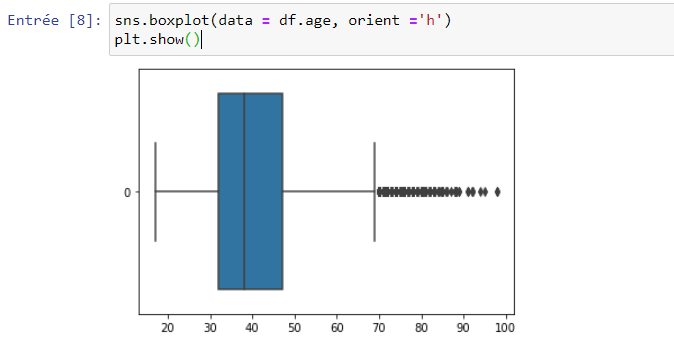 Entrée [8]: sns.boxplot(data = df.age, orient ='h')
plt.show()
0
20 30 40 50 60 70 80 90 100